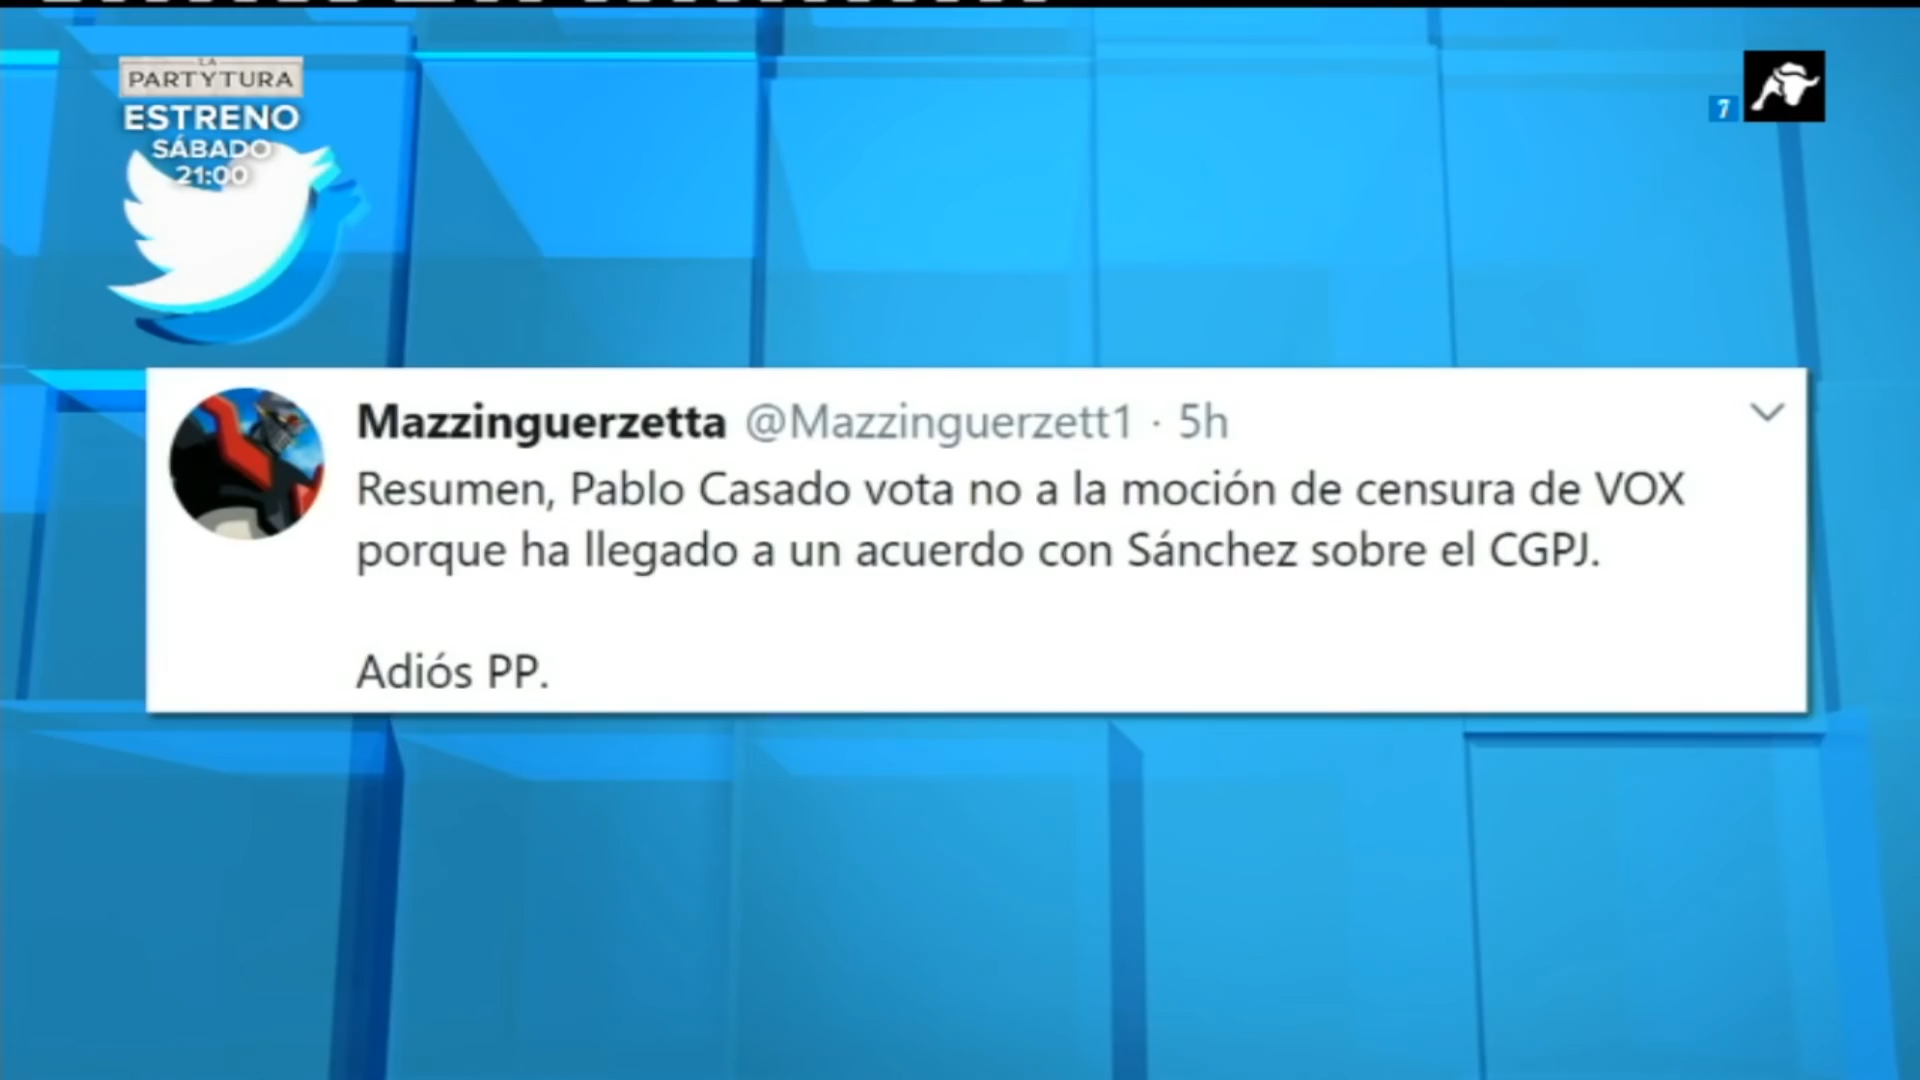 LA
PARTYTURA
ESTRENO
SÁBADO
21:00
7
Mazzinguerzetta @Mazzinguerzett1 · 5h
Resumen, Pablo Casado vota no a la moción de censura de VOX
porque ha llegado a un acuerdo con Sánchez sobre el CGPJ.
Adiós PP.